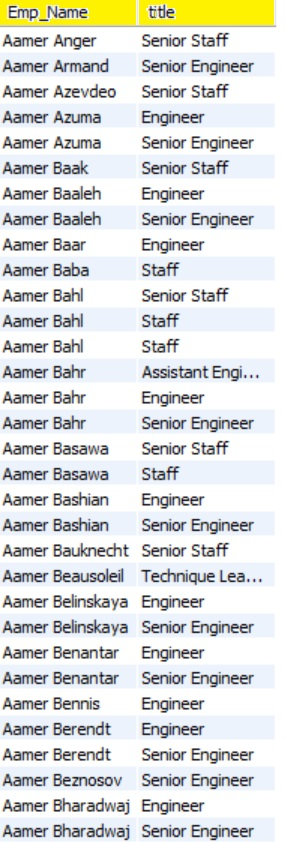 Emp_Name title
Aamer Anger Senior Staff
Aamer Armand Senior Engineer
Aamer Azevdeo Senior Staff
Aamer Azuma Engineer
Aamer Azuma Senior Engineer
Aamer Baak Senior Staff
Aamer Baaleh Engineer
Aamer Baaleh Senior Engineer
Aamer Baar Engineer
Aamer Baba Staff
Aamer Bahl Senior Staff
Aamer Bahl Staff
Aamer Bahl Staff
Aamer Bahr Assistant Engi...
Aamer Bahr Engineer
Aamer Bahr Senior Engineer
Aamer Basawa Senior Staff
Aamer Basawa Staff
Aamer Bashian Engineer
Aamer Bashian Senior Engineer
Aamer Bauknecht Senior Staff
Aamer Beausoleil Technique Lea...
Aamer Belinskaya Engineer
Aamer Belinskaya Senior Engineer
Aamer Benantar Engineer
Aamer Benantar Senior Engineer
Aamer Bennis Engineer
Aamer Berendt Engineer
Aamer Berendt Senior Engineer
Aamer Beznosov Senior Engineer
Aamer Bharadwaj Engineer
Aamer Bharadwaj Senior Engineer